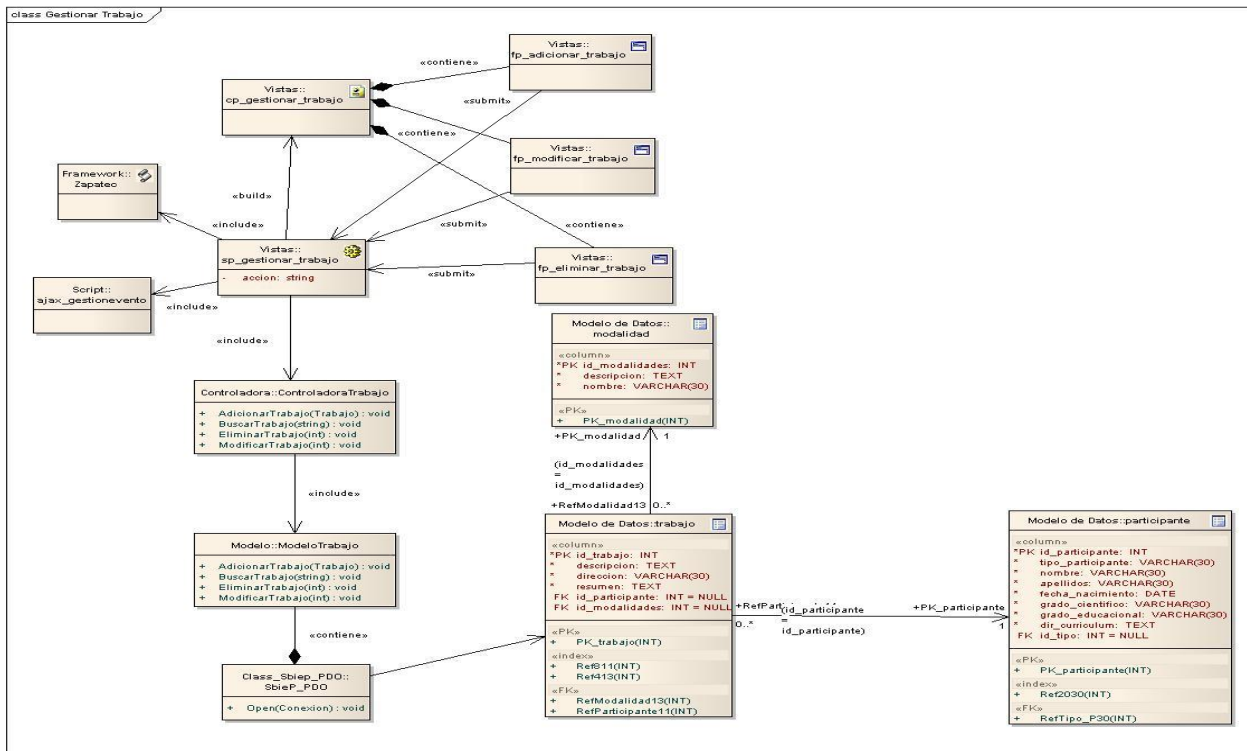 class Gestionar Trabajo
Vistas::
fp_adicionar_trabajo
«contiene»
Vistas::
cp_gestionar_trabajo
«submit»
«contiene»
Vistas::
fp_modificar_trabajo
Framework::
Zapatec
«build»
«include»
«submit»
«contiene»
Vistas::
sp_gestionar_trabajo
- accion: string
Vistas::
fp_eliminar_trabajo
«submit»
Script::
ajax_gestionevento
«include»
«include»
Modelo de Datos::
modalidad
«column»
*PK id_modalidades: INT
* descripcion: TEXT
* nombre: VARCHAR(30)
«PK»
+ PK_modalidad(INT)
+PK_modalidad 1
(id_modalidades
=
id_modalidades)
+RefModalidad13 0..*
Controladora::ControladoraTrabajo
+ AdicionarTrabajo(Trabajo) : void
+ BuscarTrabajo(string) : void
+ EliminarTrabajo(int) : void
+ ModificarTrabajo(int) : void
«include»
Modelo::ModeloTrabajo
+ AdicionarTrabajo(Trabajo) : void
+ BuscarTrabajo(string) : void
+ EliminarTrabajo(int) : void
+ ModificarTrabajo(int) : void
«contiene»
Class_Sbiep_PDO::
SbieP_PDO
+ Open(Conexion) : void
Modelo de Datos::trabajo
«column»
*PK id_trabajo: INT
* descripcion: TEXT
* direccion: VARCHAR(30)
* resumen: TEXT
FK id_participante: INT = NULL
FK id_modalidades: INT = NULL
«PK»
+ PK_trabajo(INT)
«index»
+ Ref811(INT)
+ Ref413(INT)
«FK»
+ RefModalidad13(INT)
+ RefParticipante11(INT)
0..*
(id_participante
=
id_participante)
+PK_participante
1
Modelo de Datos::participante
«column»
*PK id_participante: INT
* tipo_participante: VARCHAR(30)
* nombre: VARCHAR(30)
* apellidos: VARCHAR(30)
* fecha_nacimiento: DATE
* grado_cientifico: VARCHAR(30)
* grado_educacional: VARCHAR(30)
* dir_curriculum: TEXT
FK id_tipo: INT = NULL
«PK»
+ PK_participante(INT)
«index»
+ Ref2030(INT)
«FK»
+ RefTipo_P30(INT)